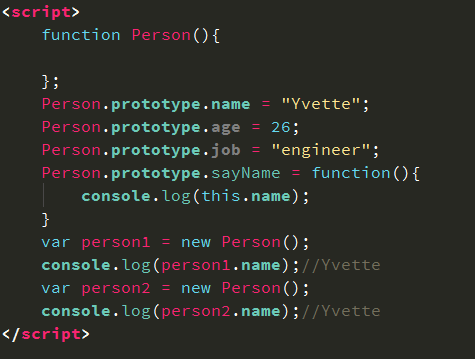 <script>
function Person(){
};
Person.prototype.name = "Yvette";
Person.prototype.age = 26;
Person.prototype.job = "engineer";
Person.prototype.sayName = function(){
console.log(this.name);
}
var person1 = new Person();
console.log(person1.name);//Yvette
var person2 = new Person();
console.log(person2.name);//Yvette
</script>